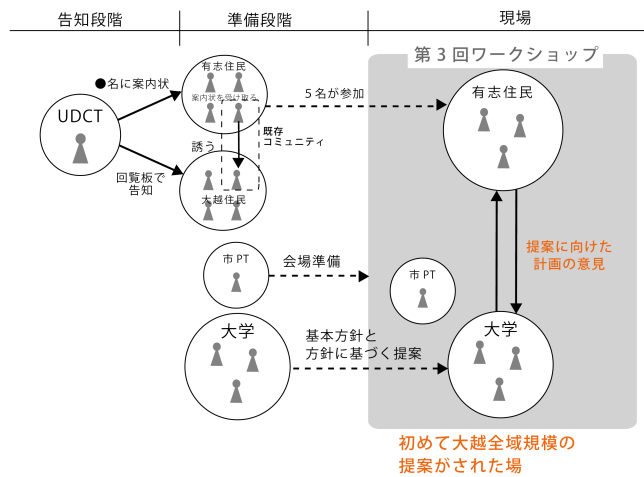 告知段階
準備段階
現場
第３回ワークショップ
●名に案内状
UDCT
回覧板で
告知
有志住民
案内状を受け取る
誘う
既存
コミュニティ
大越住民
５名が参加
有志住民
市 PT
会場準備
市 PT
提案に向けた
計画の意見
大学
基本方針と
方針に基づく提案
大学
初めて大越全域規模の
提案がされた場